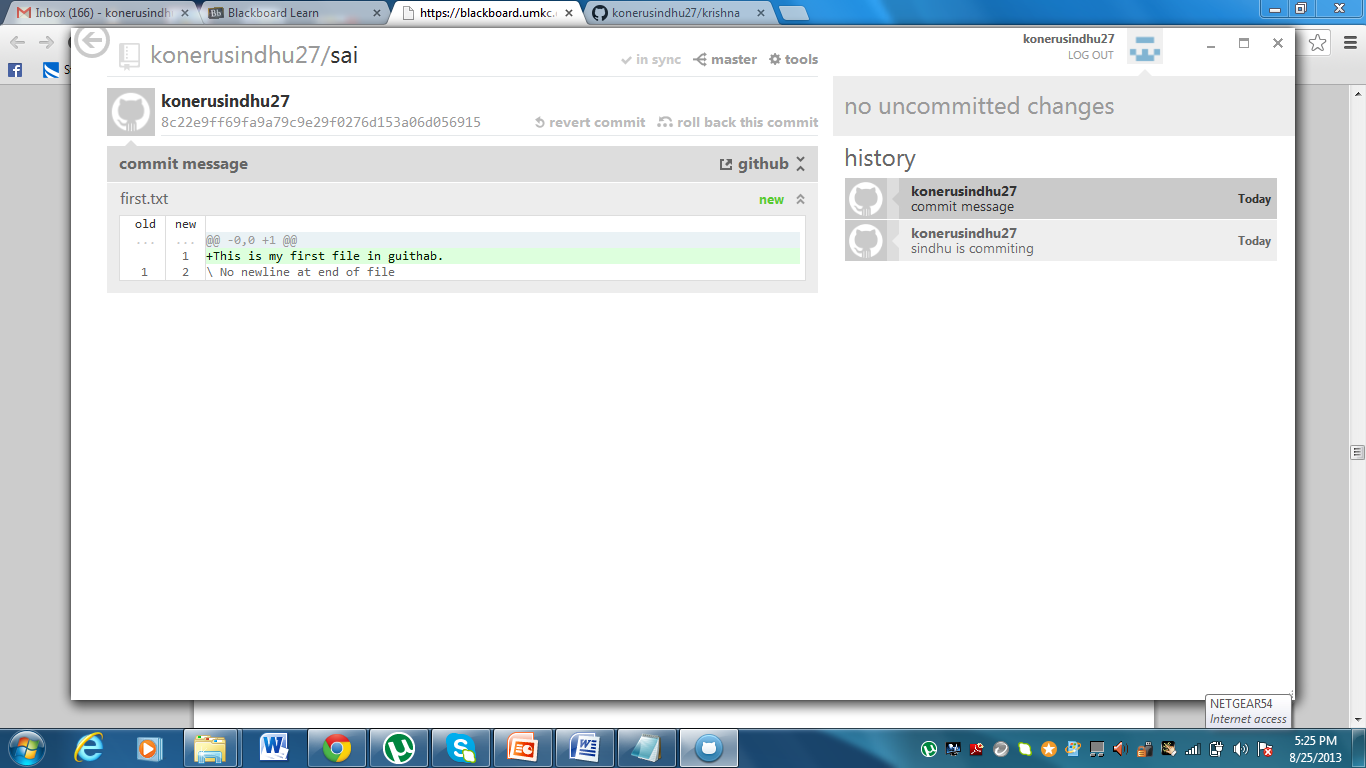 Inbox (166) - konerusindh
Blackboard Learn
https://blackboard.umkc.
konerusindhu27/krishna
konerusindhu27/sai
in sync
master
tools
konerusindhu27
LOG OUT
konerusindhu27
8c22e9ff69fa9a79c9e29f0276d153a06d056915
revert commit
roll back this commit
no uncommitted changes
commit message
github
history
first.txt
new
konerusindhu27
commit message
Today
old new
... ... @@ -0,0 +1 @@
1 +This is my first file in guithab.
1 2 \ No newline at end of file
konerusindhu27
sindhu is commiting
Today
NETGEAR54
Internet access
5:25 PM
8/25/2013